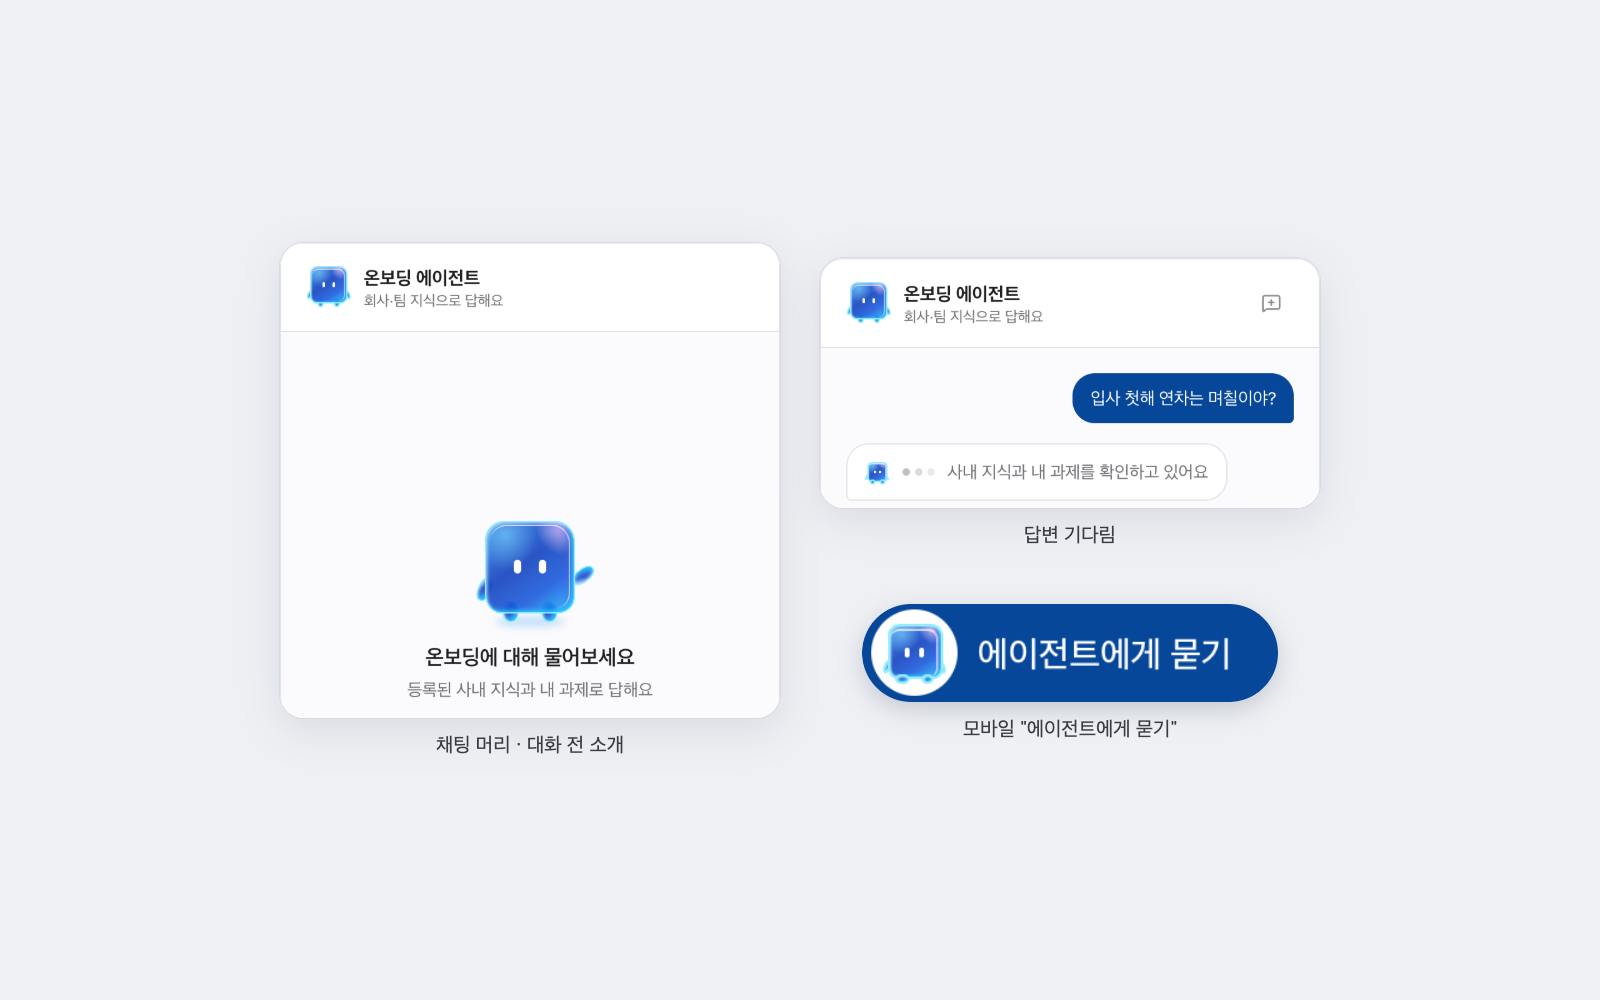 온보딩 에이전트
회사·팀 지식으로 답해요
온보딩에 대해 물어보세요
등록된 사내 지식과 내 과제로 답해요
채팅 머리 · 대화 전 소개
온보딩 에이전트
회사·팀 지식으로 답해요
입사 첫해 연차는 며칠이야?
사내 지식과 내 과제를 확인하고 있어요
답변 기다림
에이전트에게 묻기
모바일 "에이전트에게 묻기"